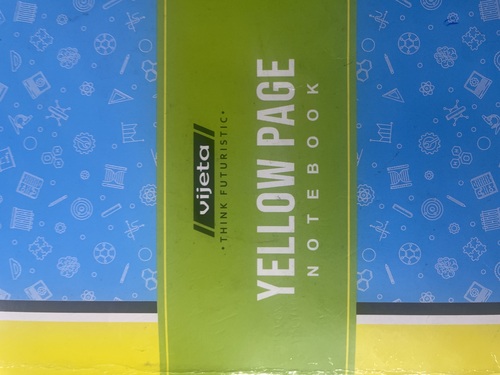 vijeta
• THINK FUTURISTIC •
YELLOW PAGE
NOTEBOOK